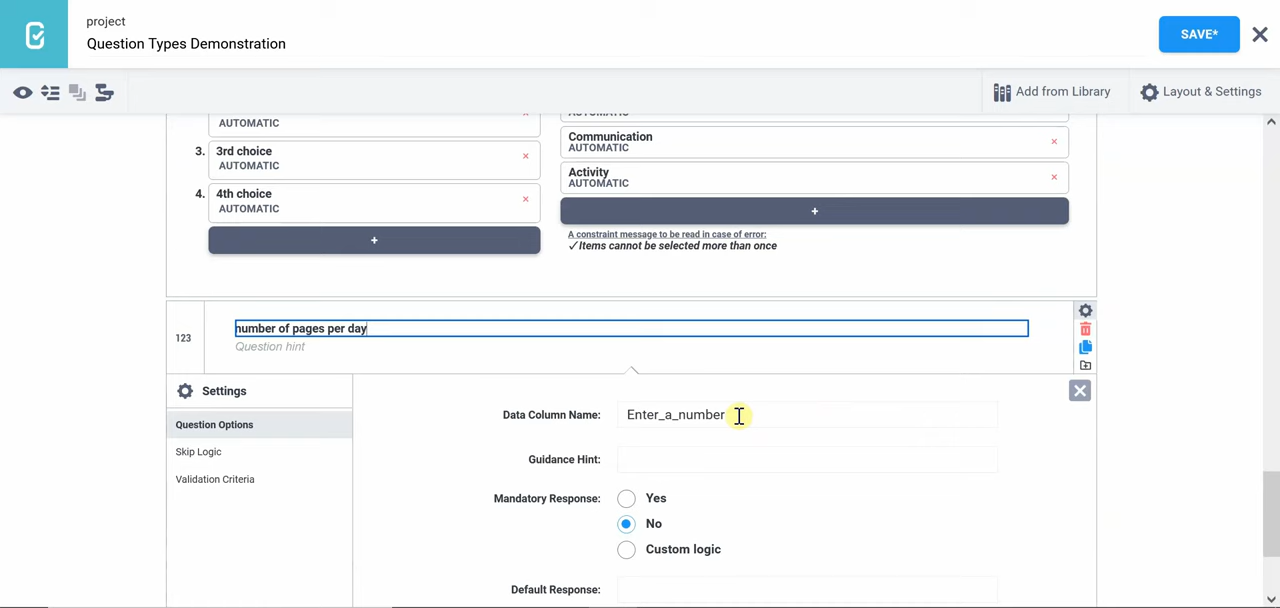 project
Question Types Demonstration
SAVE*
Add from Library
Layout & Settings
AUTOMATIC
3. 3rd choice
AUTOMATIC
4. 4th choice
AUTOMATIC
+
AUTOMATIC
Communication
AUTOMATIC
Activity
AUTOMATIC
+
A constraint message to be read in case of error:
✓Items cannot be selected more than once
123
number of pages per day
Question hint
Settings
Question Options
Skip Logic
Validation Criteria
Data Column Name: Enter_a_number
Guidance Hint:
Mandatory Response: Yes
No
Custom logic
Default Response: